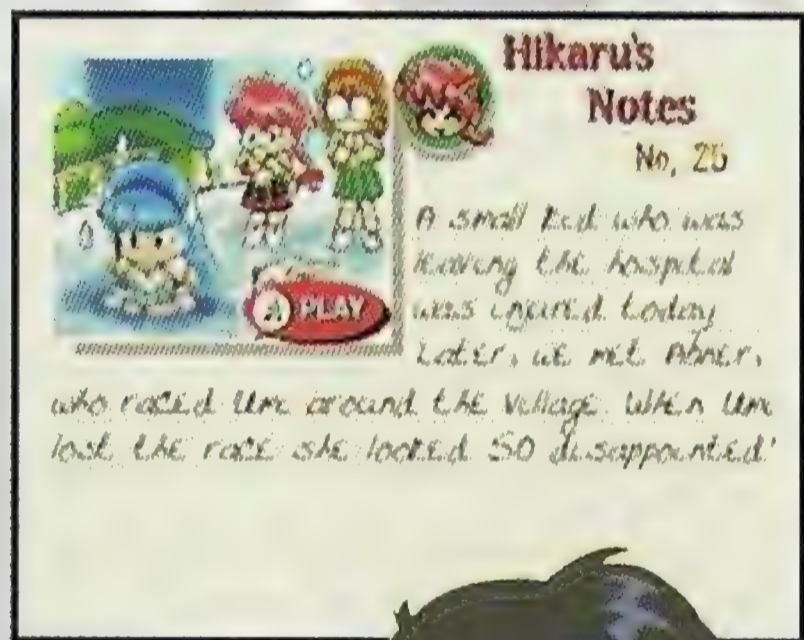 Hikaru's
Notes
No. 26
A small kid who was
leaving the hospital
was injured today
Later, we met Abner,
who raced Umi around the village. When Umi
lost the race she looked SO disappointed!
A PLAY